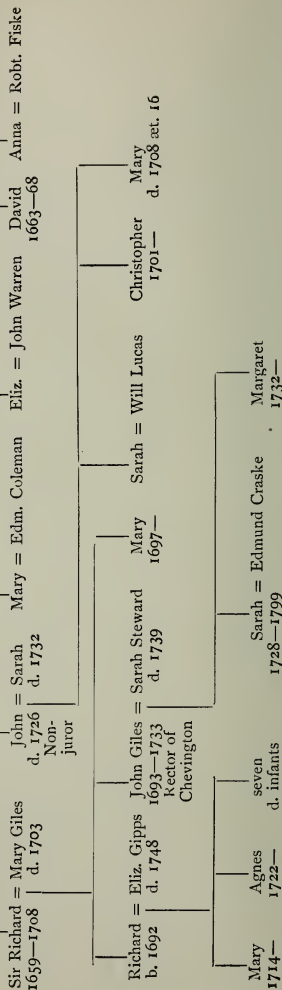 Sir Richard = Mary Giles
1659—1708 d. 1703
John = Sarah
d. 1726 d. 1732
Non-
juror
Mary = Edm. Coleman
Eliz. = John Warren
David
1663—68
Anna = Robt. Fiske
Richard = Eliz. Gipps
b. 1692 d. 1748
John Giles = Sarah Steward
1693—1733 d. 1739
Rector of
Chevington
Mary
1697—
Sarah = Will Lucas
Christopher
1701—
Mary
d. 1708 æt. 16
Mary
1714—
Agnes
1722—
seven
d. infants
Sarah = Edmund Craske
1728—1799
Margaret
1732—